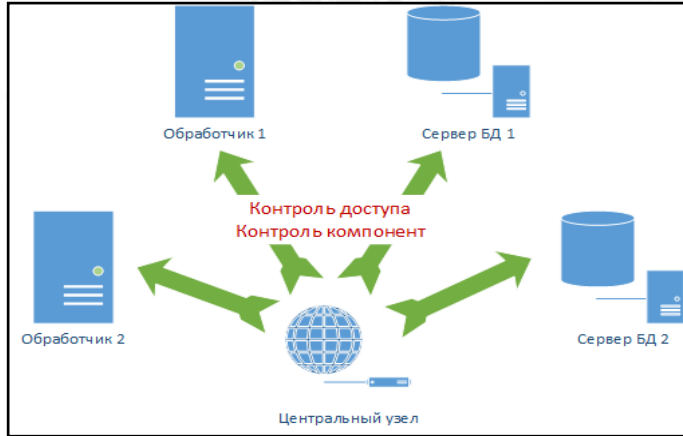 Обработчик 1
Сервер БД 1
Контроль доступа
Контроль компонент
Обработчик 2
Сервер БД 2
Центральный узел